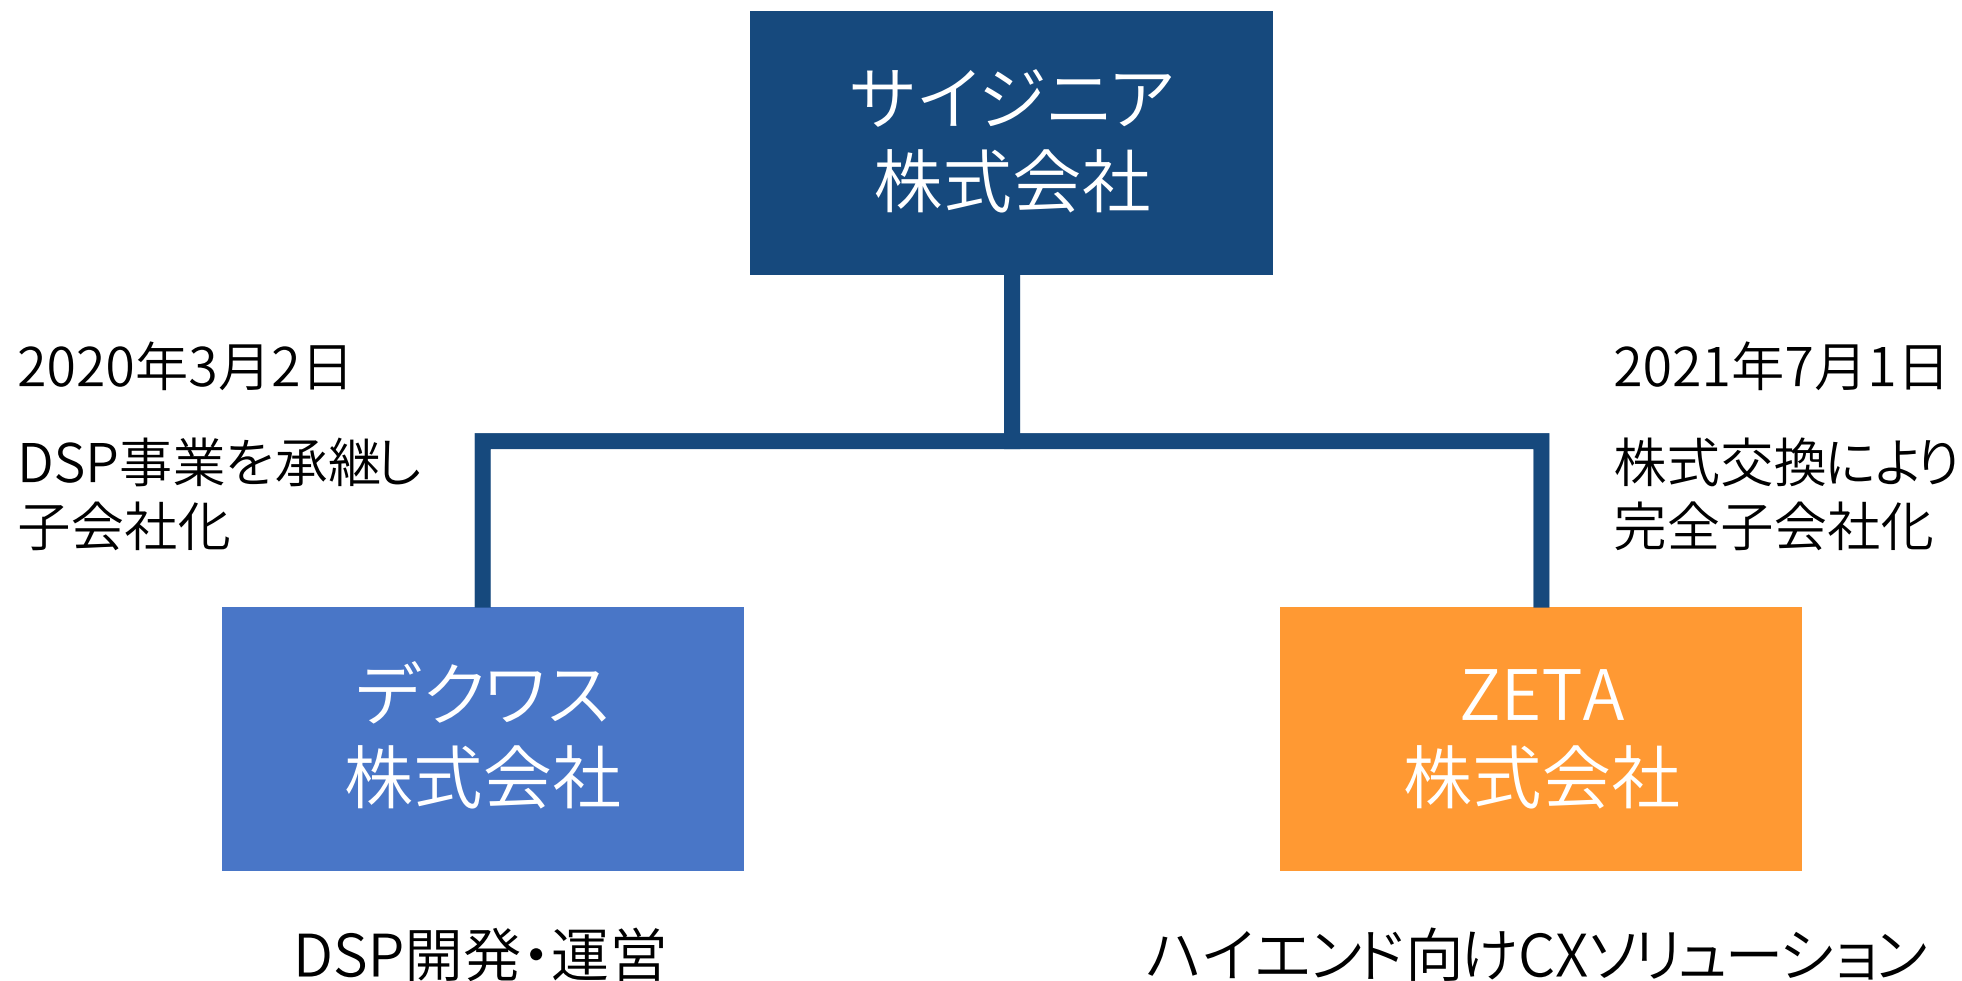 サイジニア
株式会社
2020年3月2日
DSP事業を承継し
子会社化
2021年7月1日
株式交換により
完全子会社化
デクワス
株式会社
ZETA
株式会社
DSP開発・運営
ハイエンド向けCXソリューション